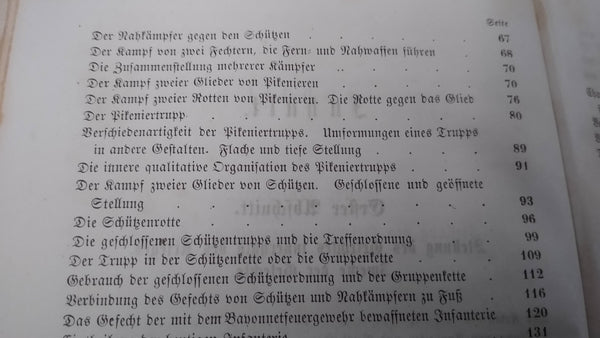 Seite
Der Nahkämpfer gegen den Schützen . . . . . . 67
Der Kampf von zwei Fechtern, die Fern- und Nahwaffen führen . 68
Die Zusammenstellung mehrerer Kämpfer .. . . . . 70
Der Kampf zweier Glieder von Pikenieren . . . . . 70
Der Kampf zweier Rotten von Pikenieren. Die Rotte gegen das Glied 76
Der Pikeniertrupp . . . . . . . . 80
Verschiedenartigkeit der Pikeniertrupps. Umformungen eines Trupps
in andere Gestalten. Flache und tiefe Stellung . . . 89
Die innere qualitative Organisation des Pikeniertrupps . . . 91
Der Kampf zweier Glieder von Schützen. Geschlossene und geöffnete
Stellung . . . . . . . . 93
Die Schützenrotte . . . . . . . . 96
Die geschlossenen Schützentrupps und die Treffenordnung . . 99
Der Trupp in der Schützenkette oder die Gruppenkette . . . 109
Gebrauch der geschlossenen Schützenordnung und der Gruppenkette . 112
Verbindung des Gefechts von Schützen und Nahkämpfern zu Fuß . 116
Das Gefecht der mit dem Bayonnetfeuergewehr bewaffneten Infanterie 120
Infanterie . . . . 131